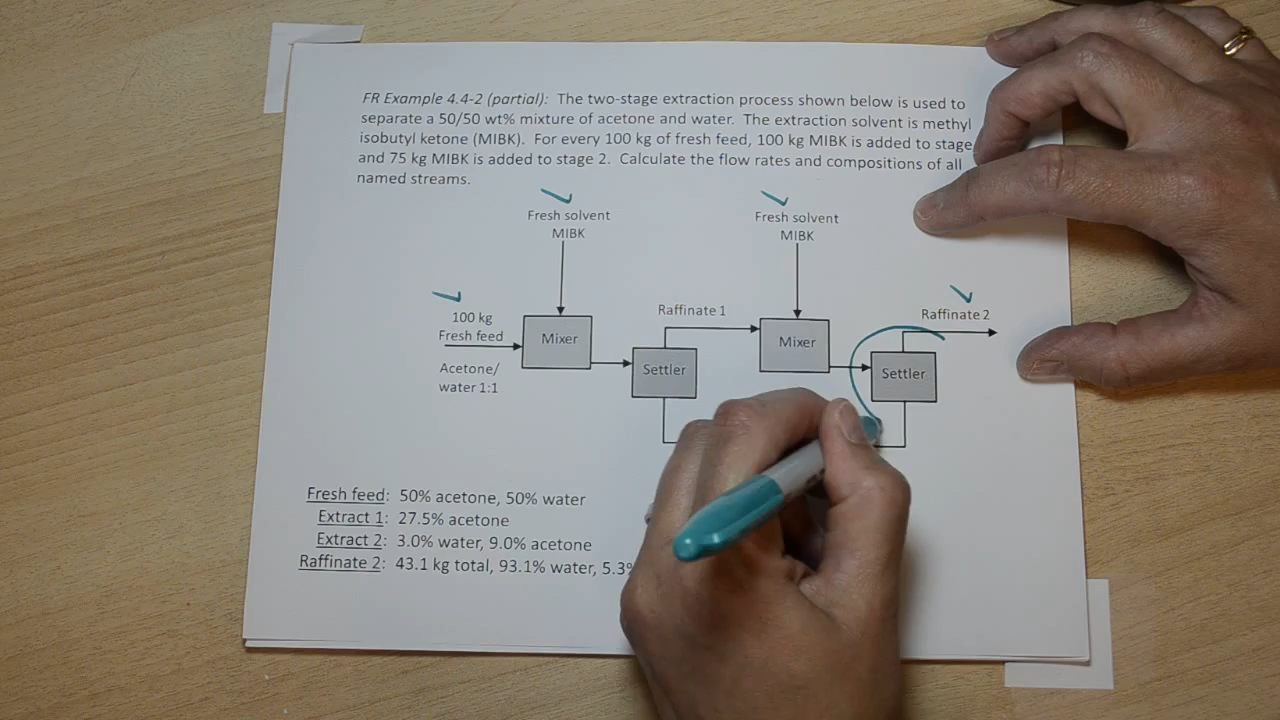 FR Example 4.4-2 (partial): The two-stage extraction process shown below is used to
separate a 50/50 wt% mixture of acetone and water. The extraction solvent is methyl
isobutyl ketone (MIBK). For every 100 kg of fresh feed, 100 kg MIBK is added to stage
and 75 kg MIBK is added to stage 2. Calculate the flow rates and compositions of all
named streams.
Fresh solvent
MIBK
Fresh solvent
MIBK
100 kg
Fresh feed
Acetone/
water 1:1
Mixer
Settler
Raffinate 1
Mixer
Settler
Raffinate 2
Fresh feed: 50% acetone, 50% water
Extract 1: 27.5% acetone
Extract 2: 3.0% water, 9.0% acetone
Raffinate 2: 43.1 kg total, 93.1% water, 5.3%